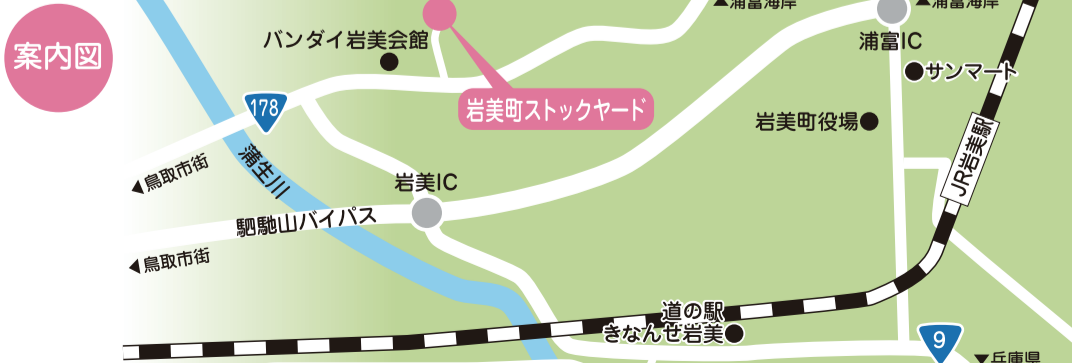 案内図
▲浦富海岸
▲浦富海岸
バンダイ岩美会館
浦富IC
サンマート
178
岩美町ストックヤード
岩美町役場
JR岩美駅
◀鳥取市街
蒲生川
岩美IC
駟馳山バイパス
◀鳥取市街
道の駅
きなんせ岩美
9
▼兵庫県